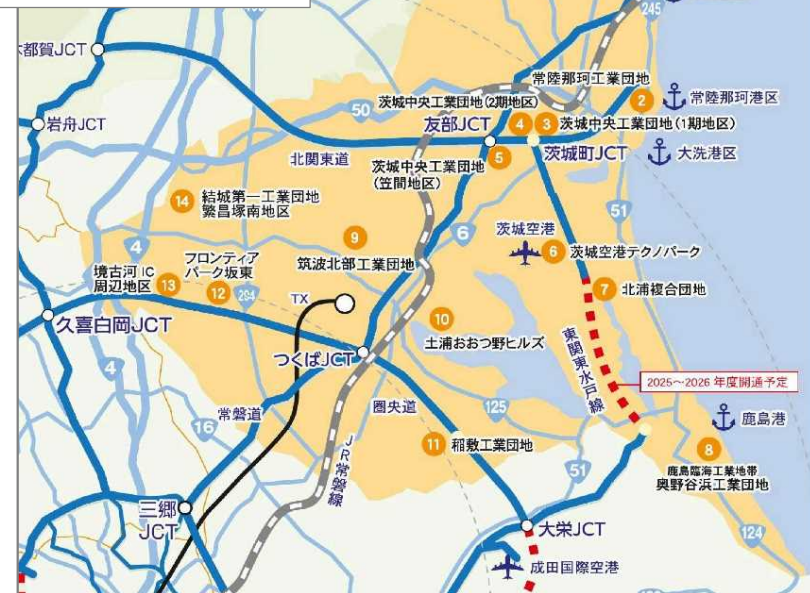 245
都賀JCT
常陸那珂工業団地
茨城中央工業団地(2期地区)
2
常陸那珂港区
50
4
3
茨城中央工業団地(1期地区)
岩舟JCT
友部JCT
茨城町JCT
大洗港区
北関東道
5
茨城中央工業団地
(笠間地区)
14
結城第一工業団地
繁昌塚南地区
51
6
9
茨城空港
4
筑波北部工業団地
6
茨城空港テクノパーク
フロンティア
パーク坂東
境古河 IC
周辺地区
13
12
294
TX
7
北浦複合団地
10
土浦おおつ野ヒルズ
久喜白岡JCT
つくばJCT
東関東水戸線
2025～2026 年度開通予定
4
常磐道
圏央道
125
16
JR常磐線
11
稲敷工業団地
鹿島港
8
鹿島臨海工業地帯
奥野谷浜工業団地
51
三郷
JCT
大栄JCT
124
成田国際空港